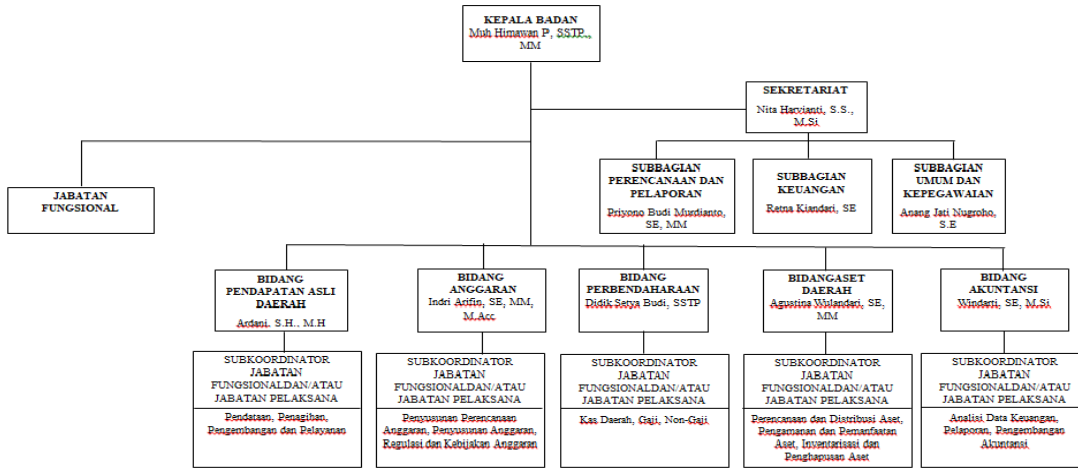 KEPALA BADAN
Muh Himawan P, SSTP.,
MM
SEKRETARIAT
Nita Harvianti, S.S.,
M.Si
JABATAN
FUNGSIONAL
SUBBAGIAN
PERENCANAAN DAN
PELAPORAN
Priyono Budi Murdianto,
SE, MM
SUBBAGIAN
KEUANGAN
Retna Kiandari, SE
SUBBAGIAN
UMUM DAN
KEPEGAWAIAN
Anang Jati Nugroho,
S.E
BIDANG
PENDAPATAN ASLI
DAERAH
Ardani, S.H., M.H
BIDANG
ANGGARAN
Indri Arifin, SE, MM,
M.Acc
BIDANG
PERBENDAHARAAN
Didik Setya Budi, SSTP
BIDANGASET
DAERAH
Agustina Wulandari, SE,
MM
BIDANG
AKUNTANSI
Windarti, SE, M.Si
SUBKOORDINATOR
JABATAN
FUNGSIONALDAN/ATAU
JABATAN PELAKSANA
Pendataan, Penagihan,
Pengembangan dan Pelayanan
SUBKOORDINATOR
JABATAN
FUNGSIONALDAN/ATAU
JABATAN PELAKSANA
Penyusunan Perencanaan
Anggaran, Penyusunan Anggaran,
Regulasi dan Kebijakan Anggaran
SUBKOORDINATOR
JABATAN
FUNGSIONALDAN/ATAU
JABATAN PELAKSANA
Kas Daerah, Gaji, Non-Gaji
SUBKOORDINATOR
JABATAN
FUNGSIONALDAN/ATAU
JABATAN PELAKSANA
Perencanaan dan Distribusi Aset,
Pengamanan dan Pemanfaatan
Aset, Inventarisasi dan
Penghapusan Aset
SUBKOORDINATOR
JABATAN
FUNGSIONALDAN/ATAU
JABATAN PELAKSANA
Analisi Data Keuangan,
Pelaporan, Pengembangan
Akuntansi